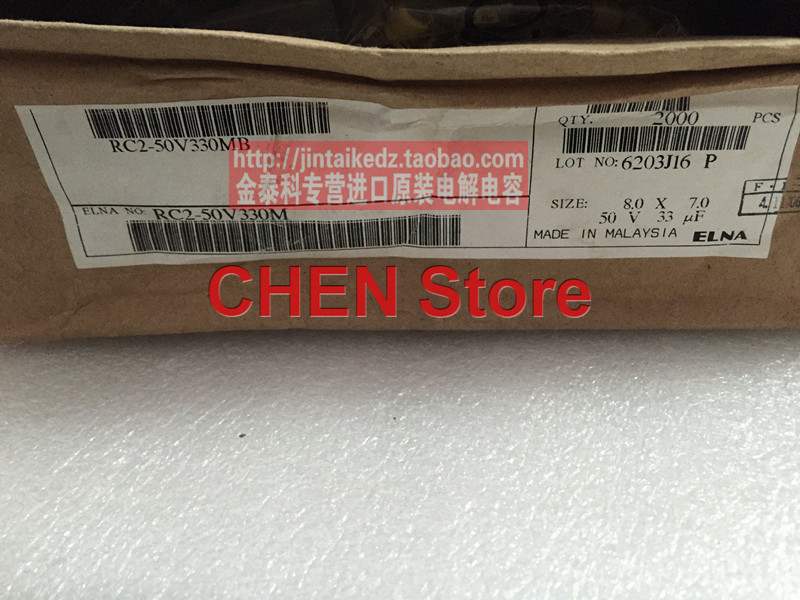 RC2-50V330MB
ELNA NO: RC2-50V330M
QTY. 2000 PCS
LOT NO: 6203J16 P
SIZE: 8.0 X 7.0
50 V 33 µF
MADE IN MALAYSIA ELNA
http://jintaikedz.taobao.com
金泰科专营进口原装电解电容
CHEN Store